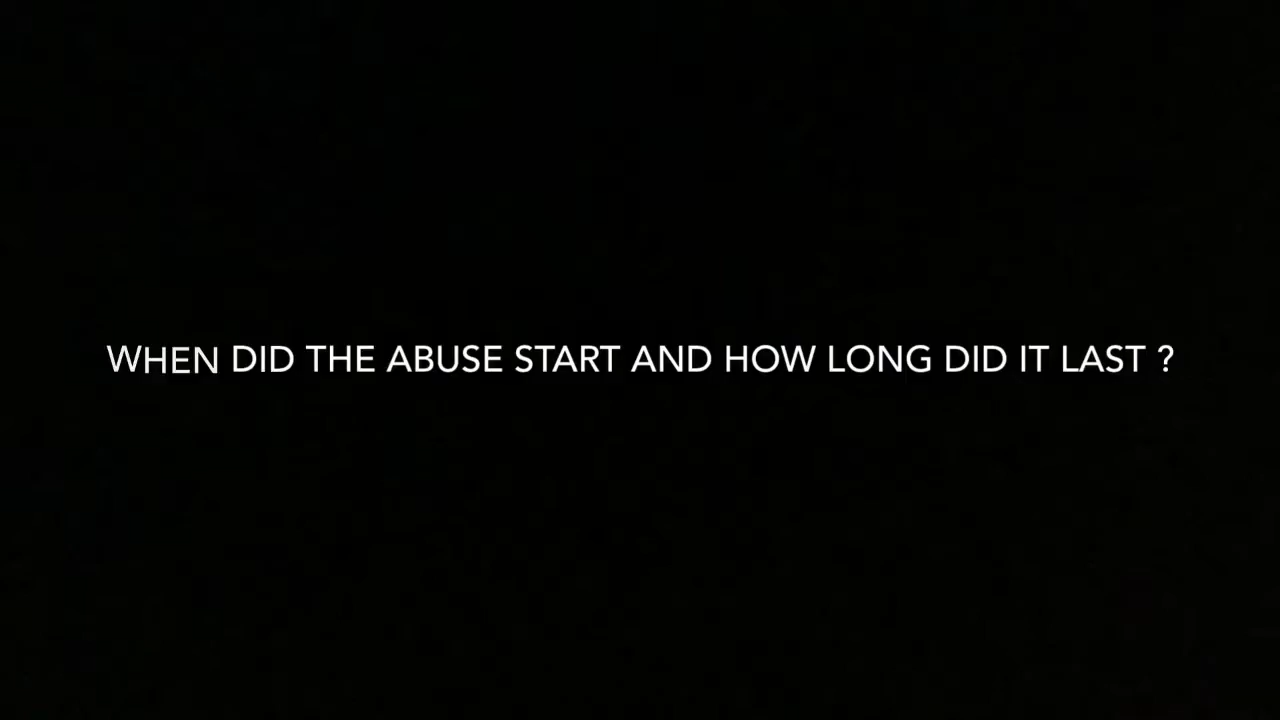 WHEN DID THE ABUSE START AND HOW LONG DID IT LAST ?